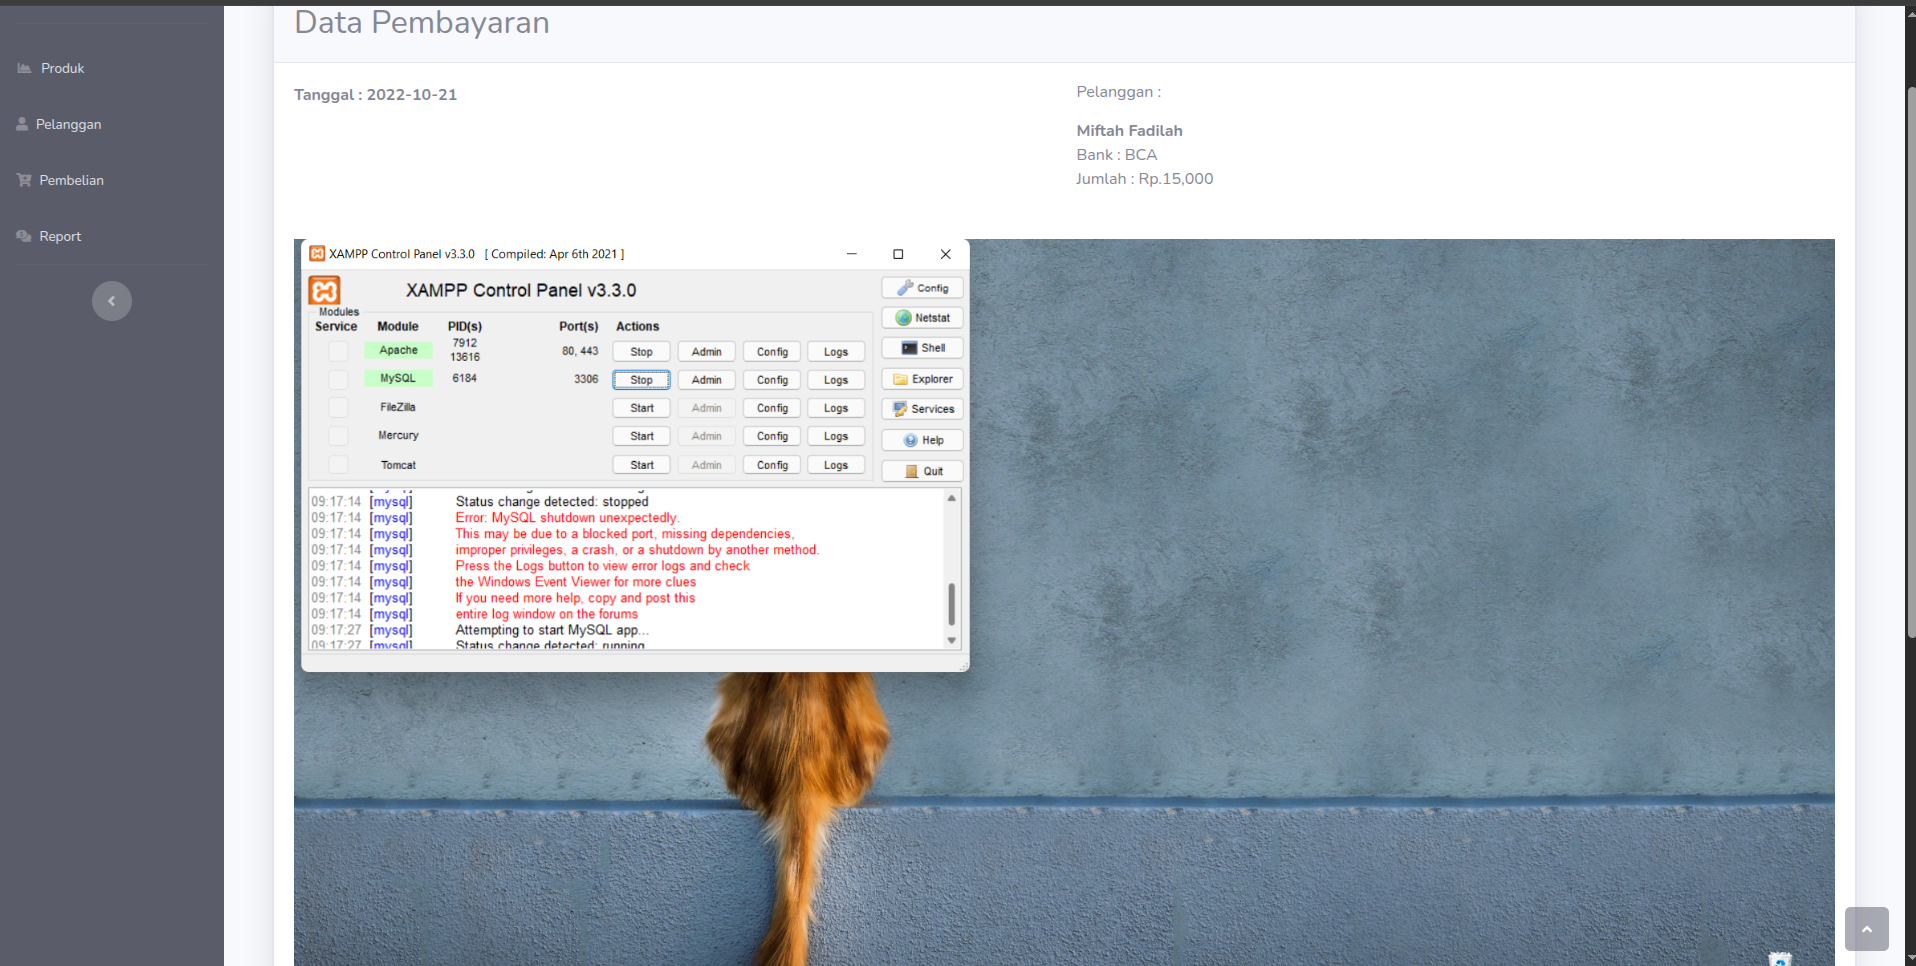 Data Pembayaran
Produk
Pelanggan
Pembelian
Report
Tanggal : 2022-10-21
Pelanggan :
Miftah Fadilah
Bank : BCA
Jumlah : Rp.15,000
XAMPP Control Panel v3.3.0 [ Compiled: Apr 6th 2021 ]
XAMPP Control Panel v3.3.0
Modules
Service Module PID(s) Port(s) Actions
Apache 7912 13616 80, 443 Stop Admin Config Logs
MySQL 6184 3306 Stop Admin Config Logs
FileZilla Start Admin Config Logs
Mercury Start Admin Config Logs
Tomcat Start Admin Config Logs
Config
Netstat
Shell
Explorer
Services
Help
Quit
09:17:14 [mysql] Status change detected: stopped
09:17:14 [mysql] Error: MySQL shutdown unexpectedly.
09:17:14 [mysql] This may be due to a blocked port, missing dependencies,
09:17:14 [mysql] improper privileges, a crash, or a shutdown by another method.
09:17:14 [mysql] Press the Logs button to view error logs and check
09:17:14 [mysql] the Windows Event Viewer for more clues
09:17:14 [mysql] If you need more help, copy and post this
09:17:14 [mysql] entire log window on the forums
09:17:27 [mysql] Attempting to start MySQL app...
09:17:27 [mysql] Status change detected: running